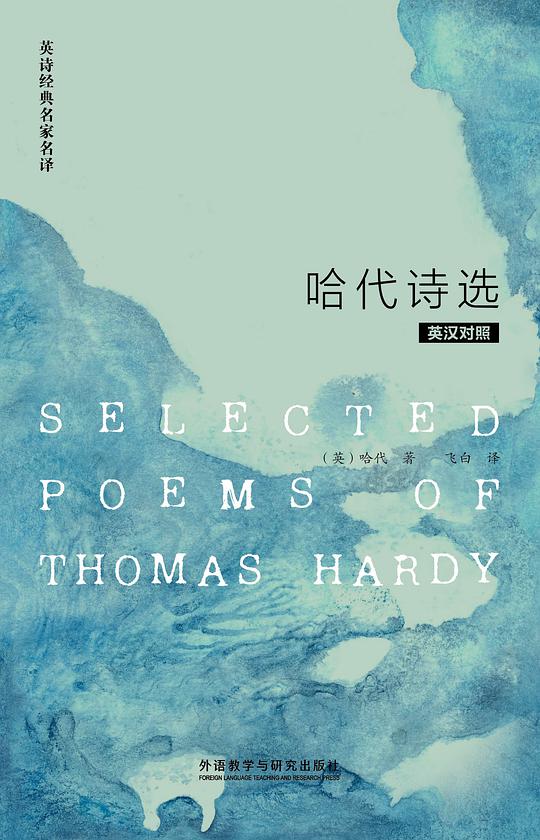 英诗经典名家名译
哈代诗选
英汉对照
SELECTED
（英）哈代 著 飞白 译
POEMS OF
THOMAS HARDY
外语教学与研究出版社
FOREIGN LANGUAGE TEACHING AND RESEARCH PRESS